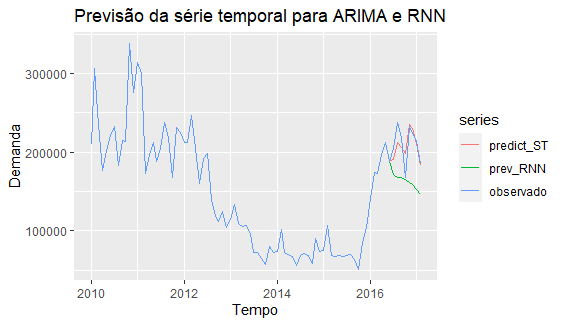 Previsão da série temporal para ARIMA e RNN
300000
200000
100000
Demanda
2010
2012
2014
2016
Tempo
series
predict_ST
prev_RNN
observado